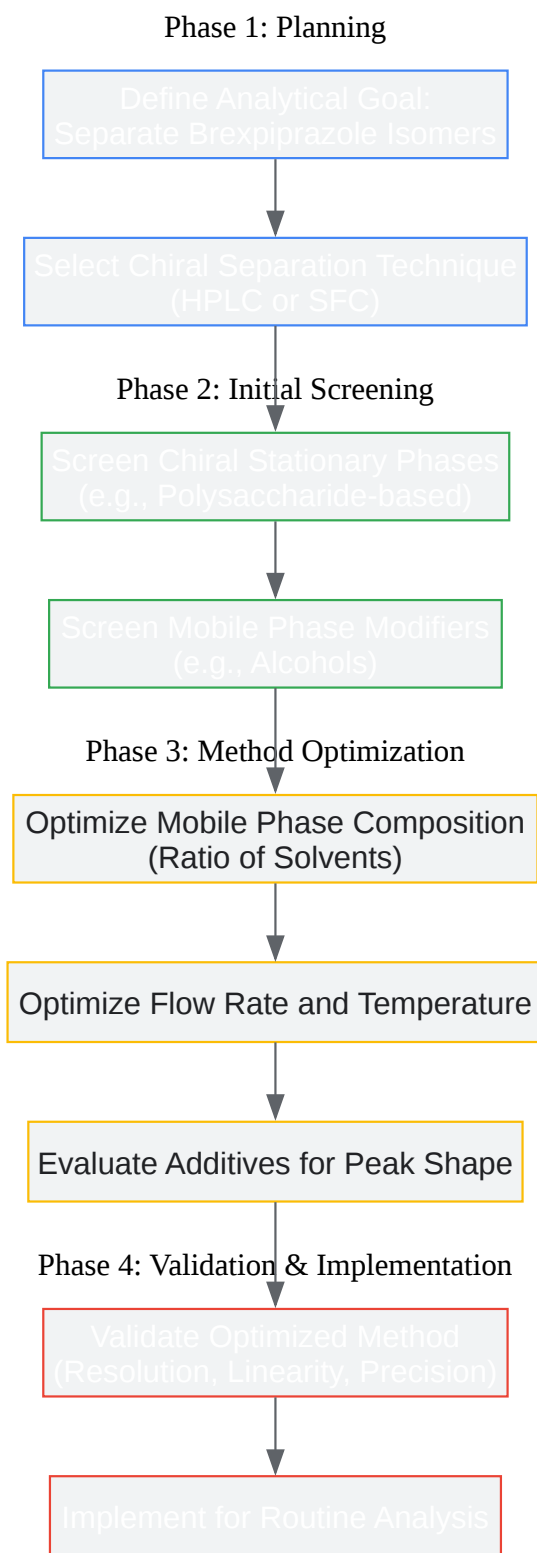 Phase 1: Planning
Define Analytical Goal:
Separate Brexpiprazole Isomers
Select Chiral Separation Technique
(HPLC or SFC)
Phase 2: Initial Screening
Screen Chiral Stationary Phases
(e.g., Polysaccharide-based)
Screen Mobile Phase Modifiers
(e.g., Alcohols)
Phase 3: Method Optimization
Optimize Mobile Phase Composition
(Ratio of Solvents)
Optimize Flow Rate and Temperature
Evaluate Additives for Peak Shape
Phase 4: Validation & Implementation
Validate Optimized Method
(Resolution, Linearity, Precision)
Implement for Routine Analysis